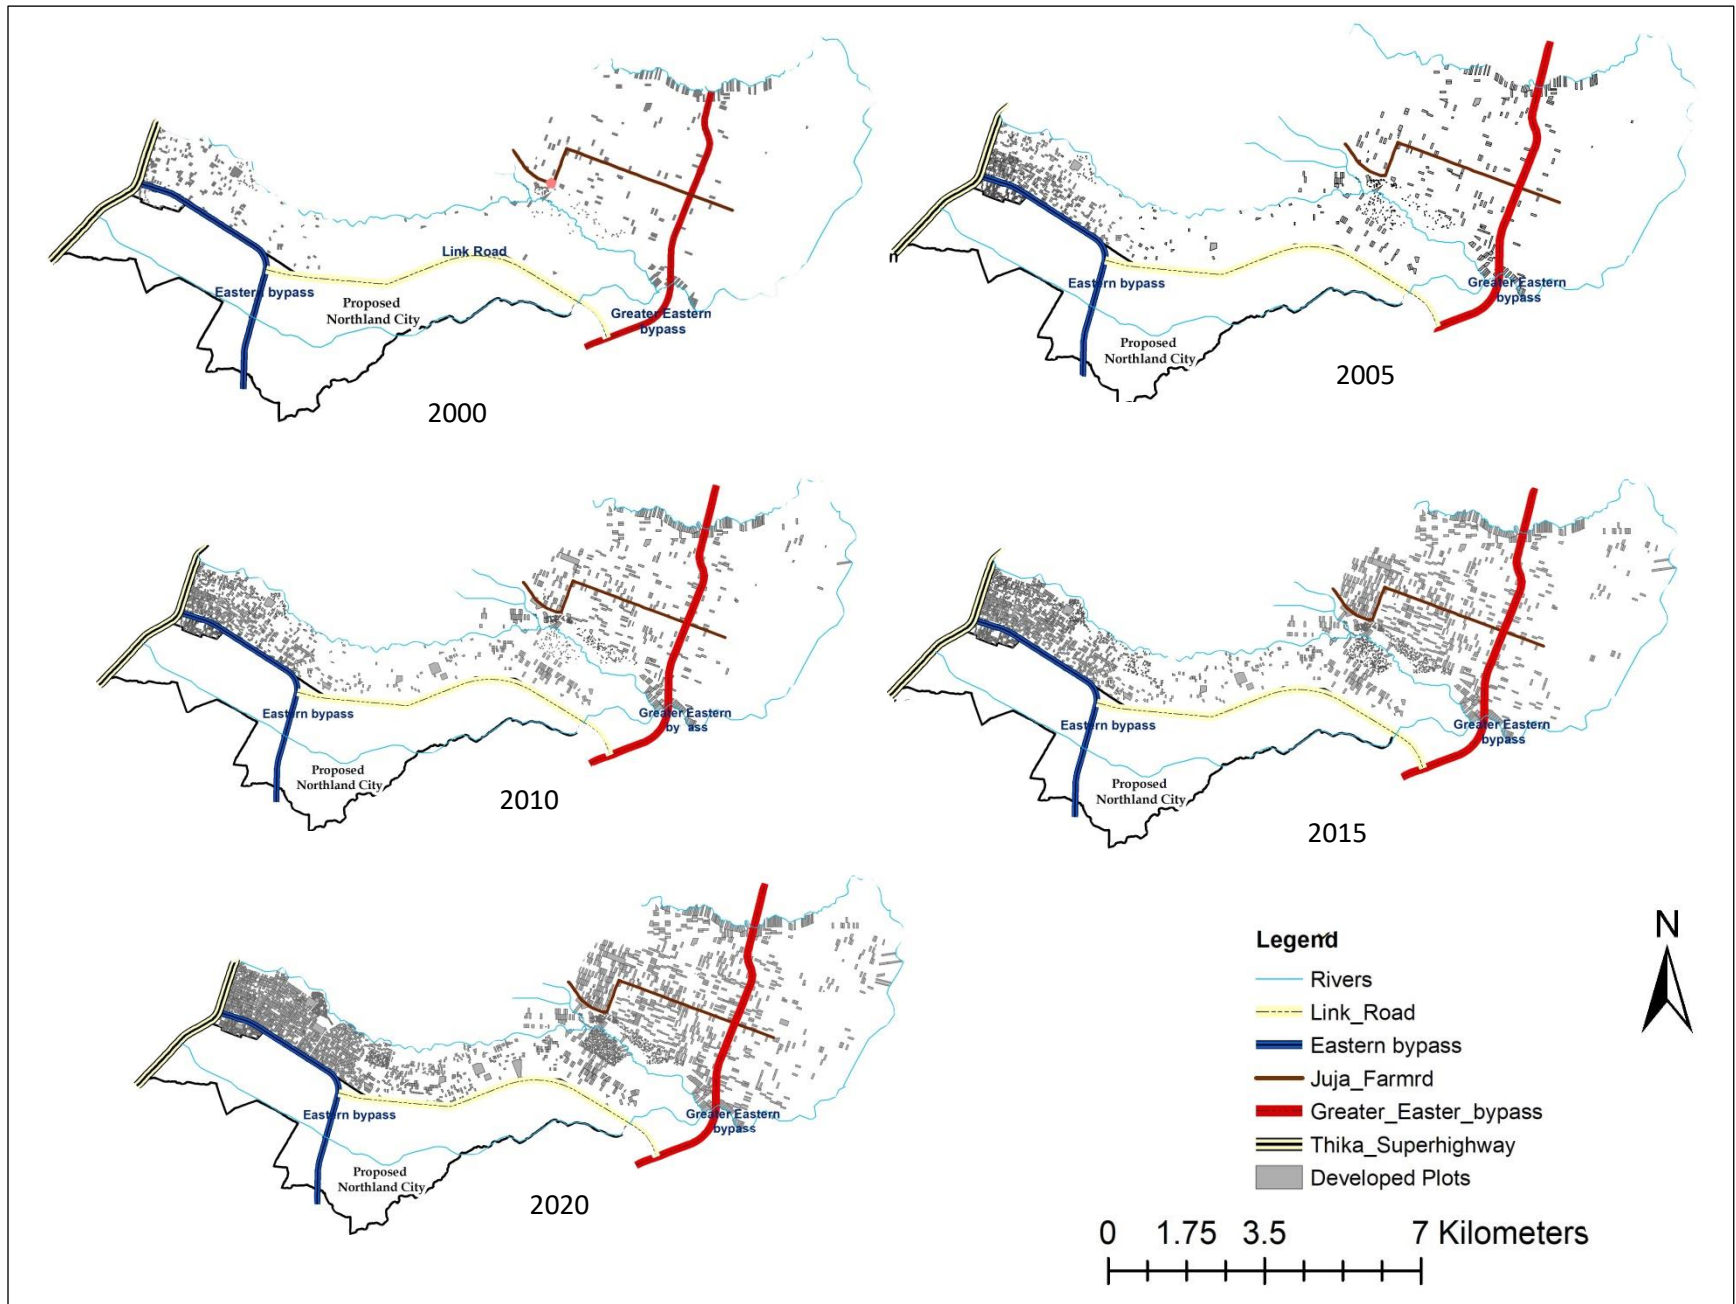 Link Road
Eastern bypass
Proposed
Northland City
Greater Eastern
bypass
2000
Eastern bypass
Greater Eastern
bypass
Proposed
Northland City
2005
Eastern bypass
Greater Eastern
by ass
Proposed
Northland City
2010
Eastern bypass
Greater Eastern
bypass
Proposed
Northland City
2015
Eastern bypass
Greater Eastern
bypass
Proposed
Northland City
2020
Legend
Rivers
Link_Road
Eastern bypass
Juja_Farmrd
Greater_Easter_bypass
Thika_Superhighway
Developed Plots
N
0 1.75 3.5 7 Kilometers